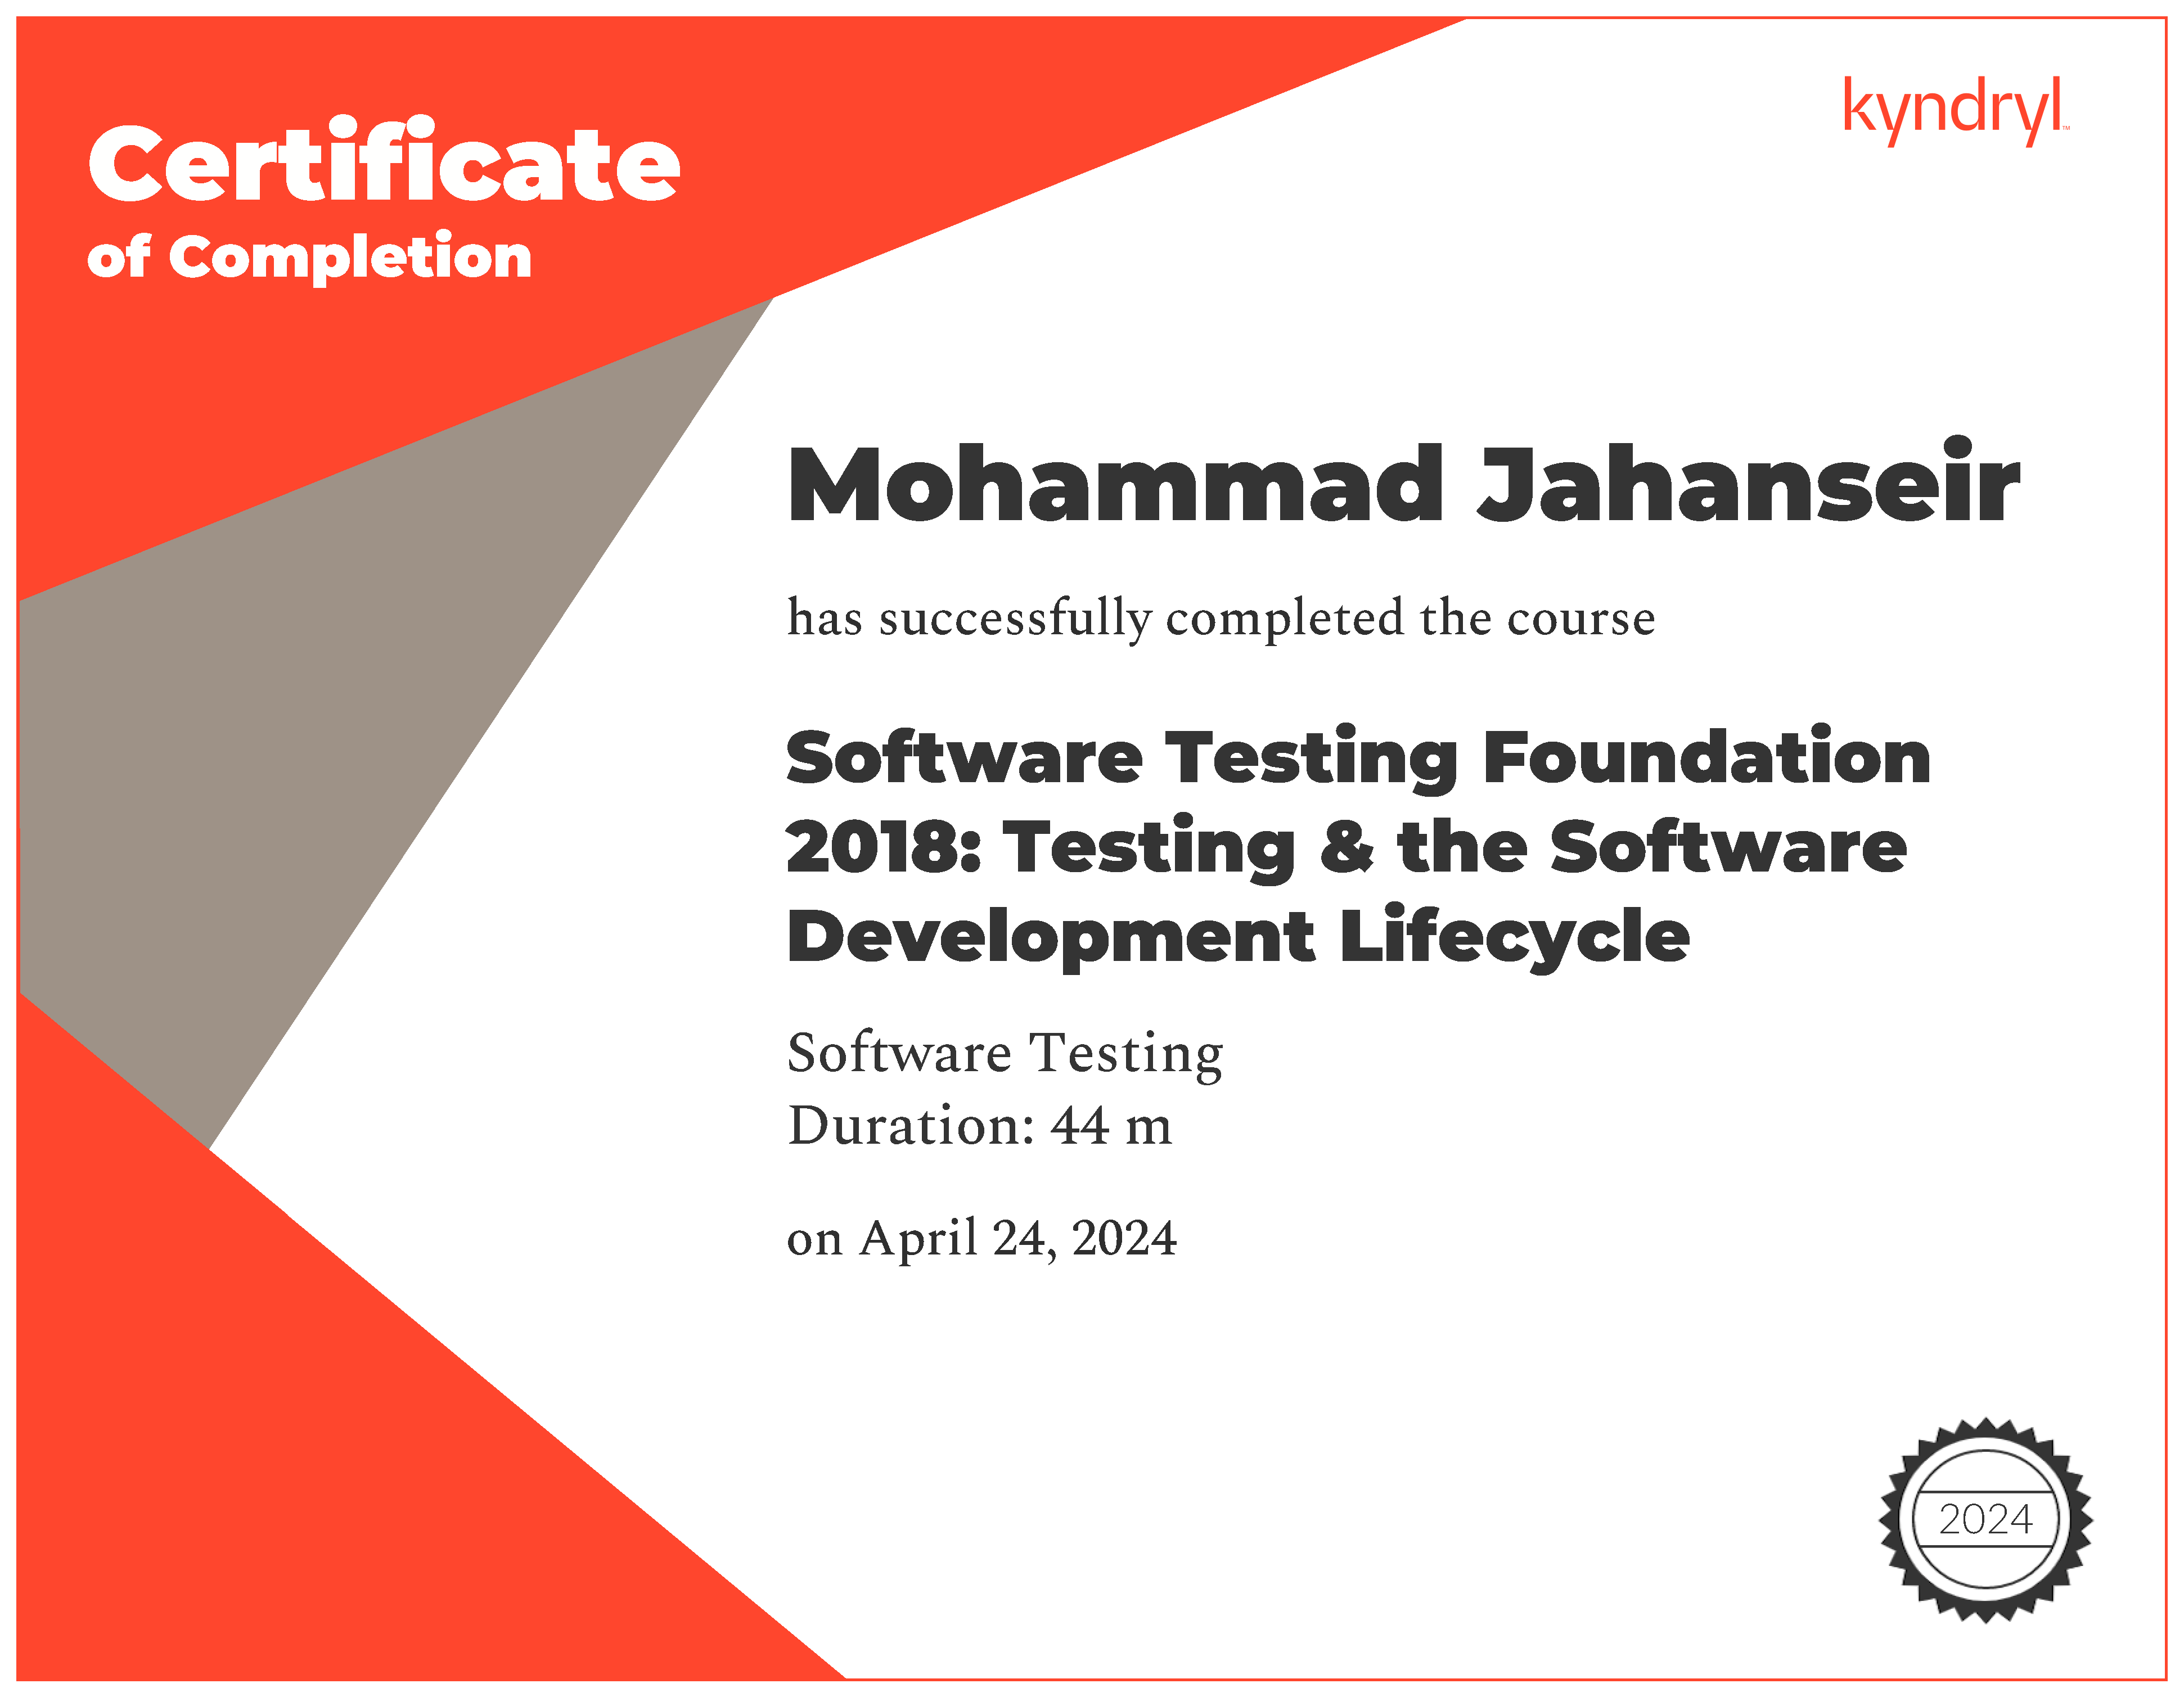 Certificate
of Completion
kyndryl™
Mohammad Jahanseir
has successfully completed the course
Software Testing Foundation
2018: Testing & the Software
Development Lifecycle
Software Testing
Duration: 44 m
on April 24, 2024
2024